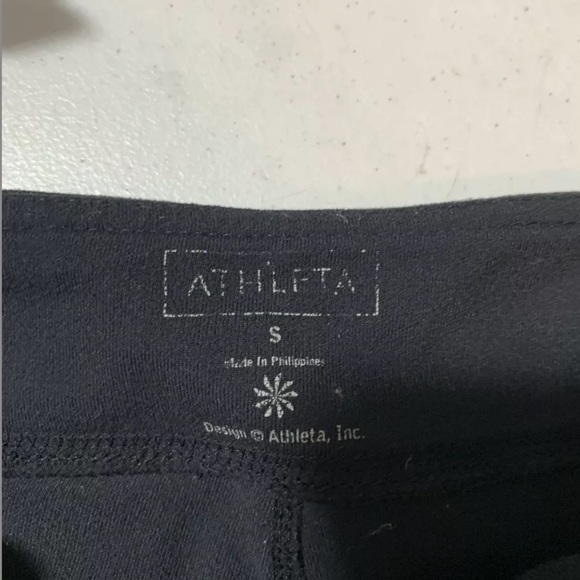 ATHLETA
S
Made In Philippines
Design © Athleta, Inc.